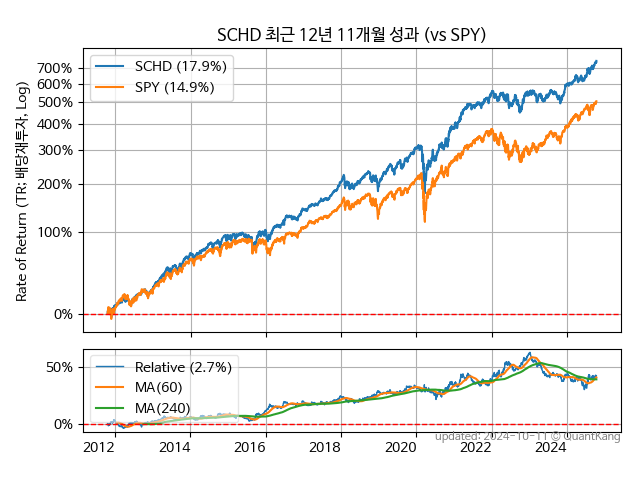 SCHD 최근 12년 11개월 성과 (vs SPY)
Rate of Return (TR; 배당재투자, Log)
700%
600%
500%
400%
300%
200%
100%
0%
SCHD (17.9%)
SPY (14.9%)
50%
0%
Relative (2.7%)
MA(60)
MA(240)
2012 2014 2016 2018 2020 2022 2024
updated: 2024-10-11 © QuantKang